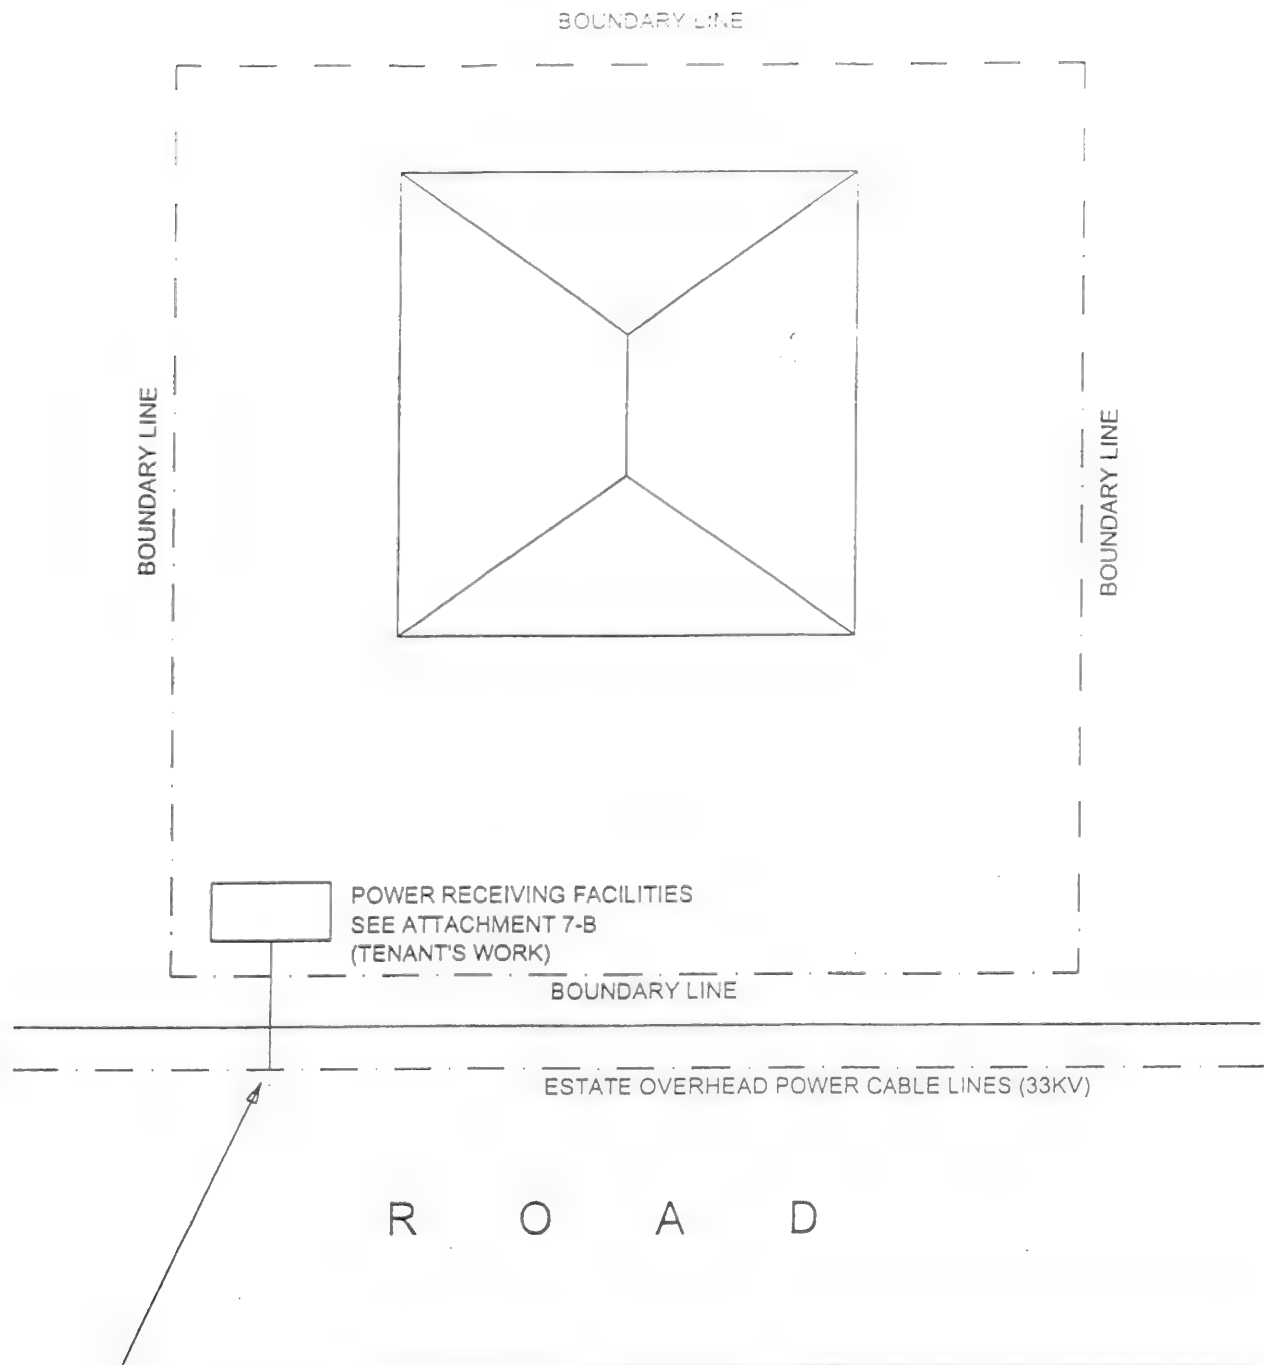 BOUNDARY LINE
BOUNDARY LINE
BOUNDARY LINE
POWER RECEIVING FACILITIES
SEE ATTACHMENT 7-B
(TENANT'S WORK)
BOUNDARY LINE
ESTATE OVERHEAD POWER CABLE LINES (33KV)
ROAD